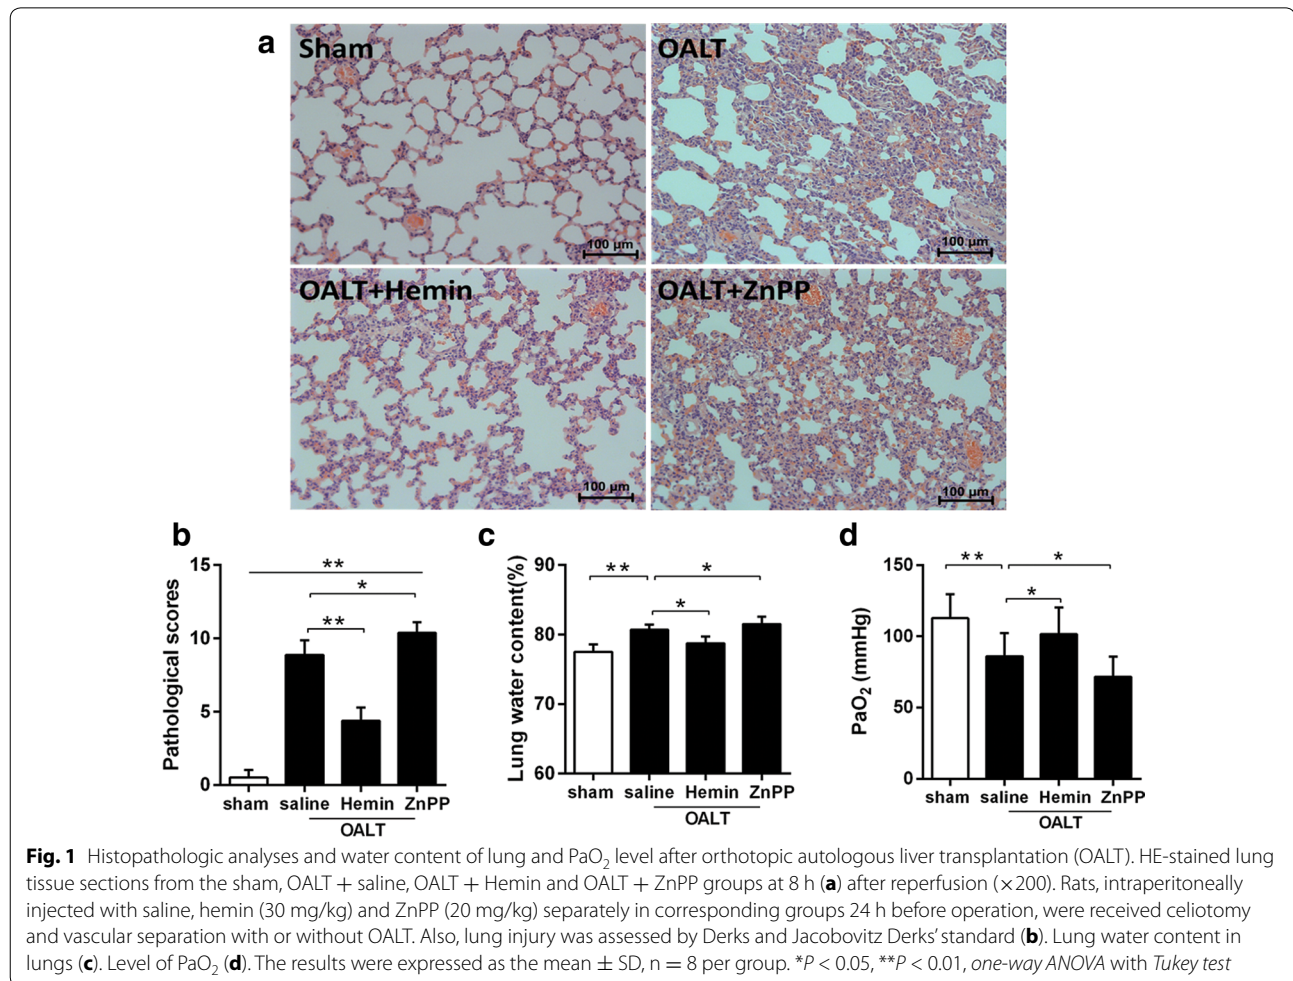 a
Sham
OALT
100 µm
100 µm
OALT+Hemin
OALT+ZnPP
100 µm
100 µm
b
Pathological scores
15
10
5
0
**
*
**
sham saline Hemin ZnPP
OALT
c
Lung water content(%)
90
80
70
60
**
*
*
sham saline Hemin ZnPP
OALT
d
PaO2 (mmHg)
150
100
50
0
**
*
*
sham saline Hemin ZnPP
OALT
Fig. 1 Histopathologic analyses and water content of lung and PaO2 level after orthotopic autologous liver transplantation (OALT). HE-stained lung
tissue sections from the sham, OALT + saline, OALT + Hemin and OALT + ZnPP groups at 8 h (a) after reperfusion (×200). Rats, intraperitoneally
injected with saline, hemin (30 mg/kg) and ZnPP (20 mg/kg) separately in corresponding groups 24 h before operation, were received celiotomy
and vascular separation with or without OALT. Also, lung injury was assessed by Derks and Jacobovitz Derks' standard (b). Lung water content in
lungs (c). Level of PaO2 (d). The results were expressed as the mean ± SD, n = 8 per group. *P < 0.05, **P < 0.01, one-way ANOVA with Tukey test